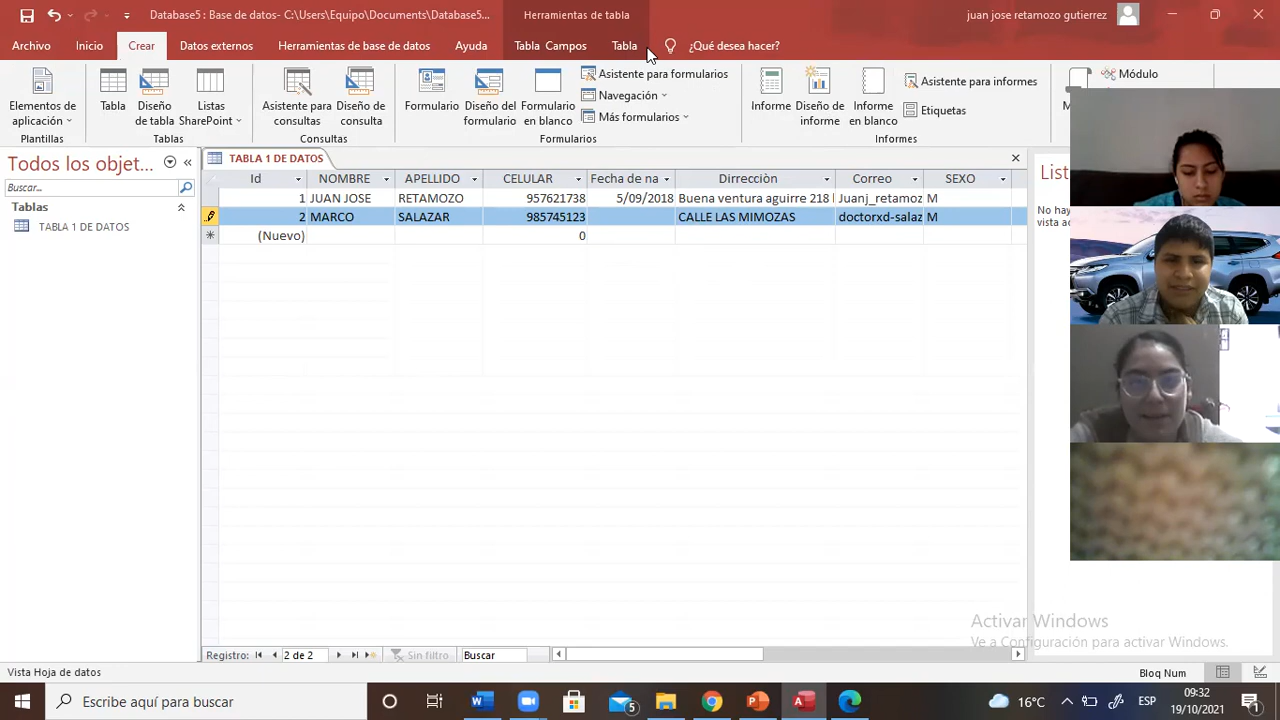 Database5 : Base de datos- C:\Users\Equipo\Documents\Database5...
Herramientas de tabla
juan jose retamozo gutierrez
Archivo Inicio Crear Datos externos Herramientas de base de datos Ayuda Tabla Campos Tabla ¿Qué desea hacer?
Elementos de aplicación
Tabla
Diseño de tabla
Listas SharePoint
Asistente para consultas
Diseño de consulta
Formulario
Diseño del formulario
Formulario en blanco
Asistente para formularios
Navegación
Más formularios
Informe
Diseño de informe
Informe en blanco
Asistente para informes
Etiquetas
Módulo
Plantillas Tablas Consultas Formularios Informes
Todos los objet...
Buscar...
Tablas
TABLA 1 DE DATOS
TABLA 1 DE DATOS
Id NOMBRE APELLIDO CELULAR Fecha de na Dirrecciòn Correo SEXO
1 JUAN JOSE RETAMOZO 957621738 5/09/2018 Buena ventura aguirre 218 Juanj_retamoz M
2 MARCO SALAZAR 985745123 CALLE LAS MIMOZAS doctorxd-salaz M
(Nuevo) 0
List
No hay
vista ac
Activar Windows
Ve a Configuración para activar Windows.
Registro: 2 de 2 Sin filtro Buscar
Vista Hoja de datos
Bloq Num
Escribe aquí para buscar
5
16°C
ESP
09:32
19/10/2021
1